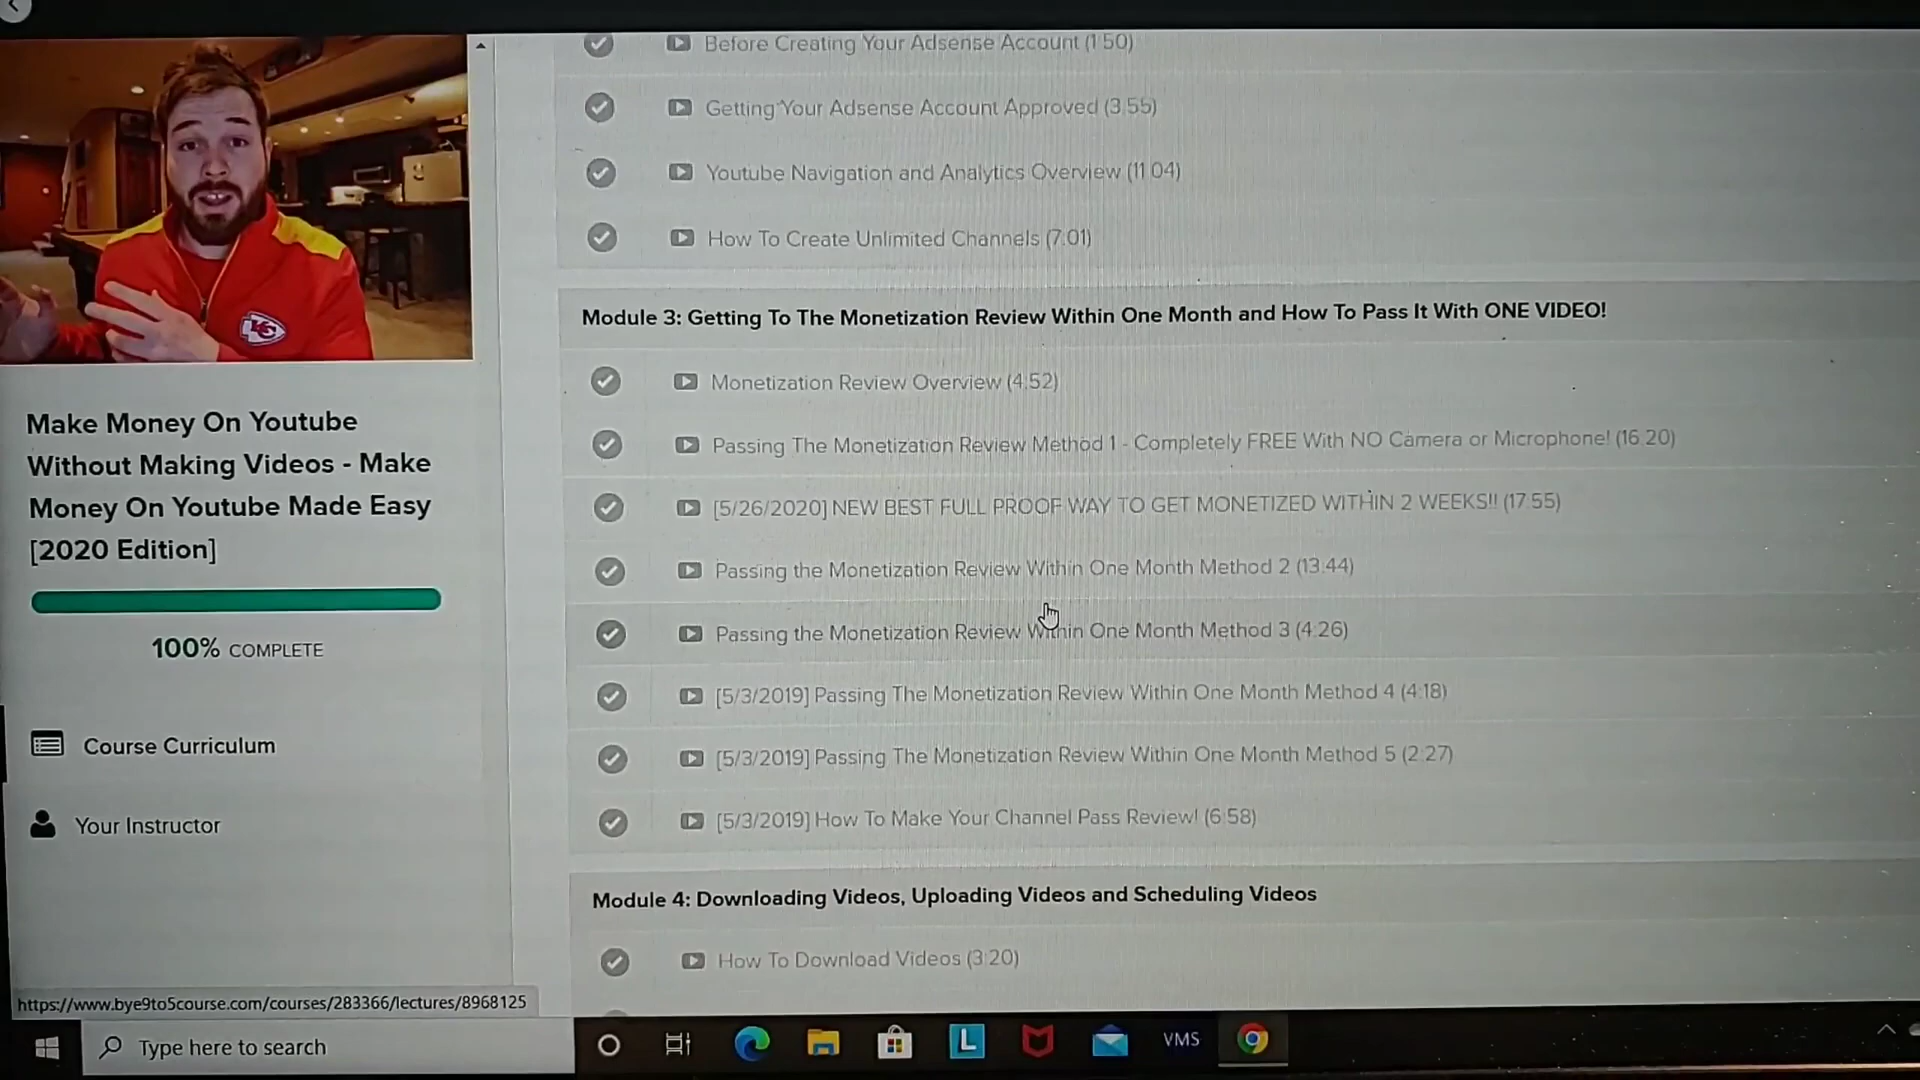 Before Creating Your Adsense Account (1:50)
Getting Your Adsense Account Approved (3:55)
Youtube Navigation and Analytics Overview (11:04)
How To Create Unlimited Channels (7:01)
Module 3: Getting To The Monetization Review Within One Month and How To Pass It With ONE VIDEO!
Monetization Review Overview (4:52)
Passing The Monetization Review Method 1 - Completely FREE With NO Camera or Microphone! (16:20)
[5/26/2020] NEW BEST FULL PROOF WAY TO GET MONETIZED WITHIN 2 WEEKS!! (17:55)
Passing the Monetization Review Within One Month Method 2 (13:44)
Passing the Monetization Review Within One Month Method 3 (4:26)
[5/3/2019] Passing The Monetization Review Within One Month Method 4 (4:18)
[5/3/2019] Passing The Monetization Review Within One Month Method 5 (2:27)
[5/3/2019] How To Make Your Channel Pass Review! (6:58)
Module 4: Downloading Videos, Uploading Videos and Scheduling Videos
How To Download Videos (3:20)
KC
Make Money On Youtube
Without Making Videos - Make
Money On Youtube Made Easy
[2020 Edition]
100% COMPLETE
Course Curriculum
Your Instructor
https://www.bye9to5course.com/courses/283366/lectures/8968125
Type here to search
L
VMS